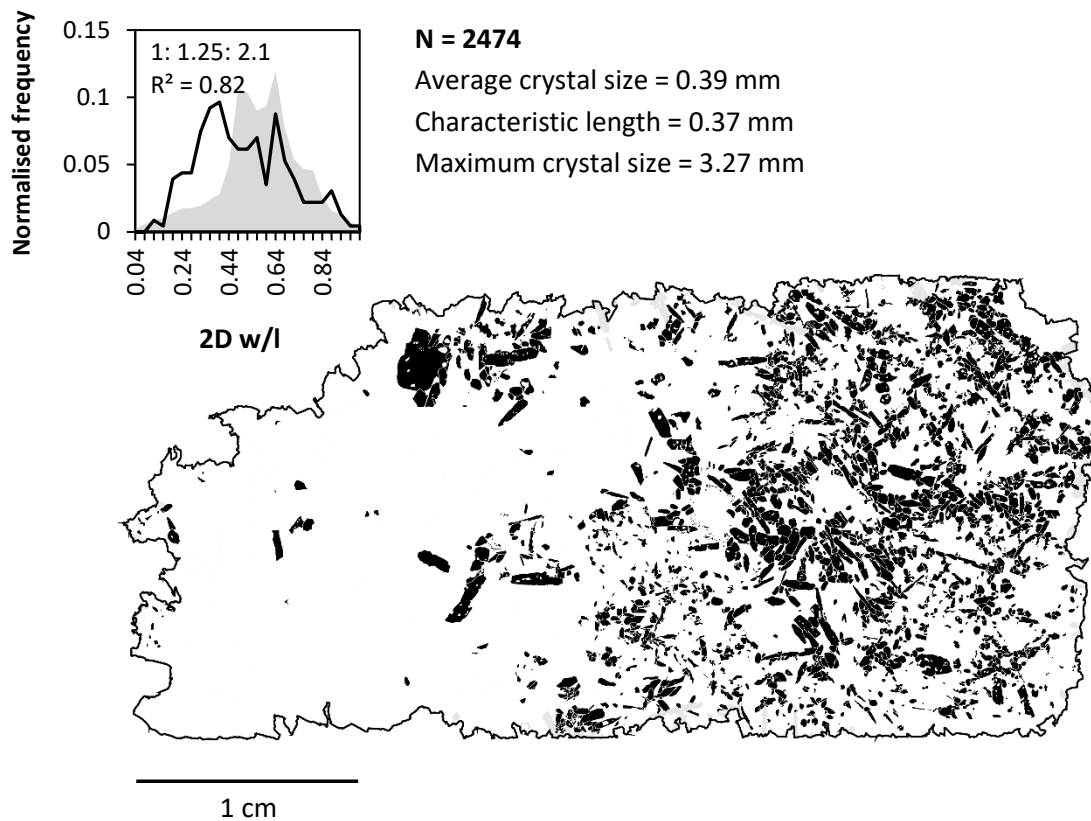 0.15
0.1
0.05
0
Normalised frequency
1: 1.25: 2.1
R² = 0.82
0.04
0.24
0.44
0.64
0.84
2D w/l
N = 2474
Average crystal size = 0.39 mm
Characteristic length = 0.37 mm
Maximum crystal size = 3.27 mm
1 cm